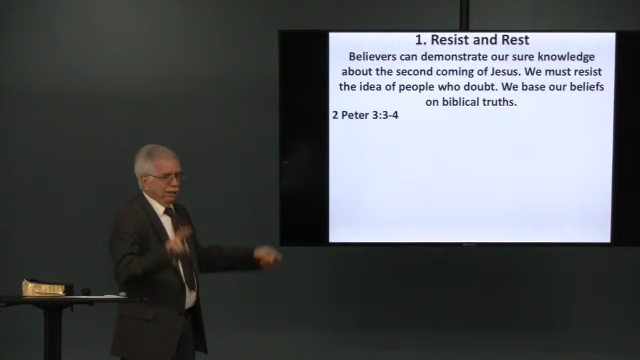 1. Resist and Rest
Believers can demonstrate our sure knowledge
about the second coming of Jesus. We must resist
the idea of people who doubt. We base our beliefs
on biblical truths.
2 Peter 3:3-4